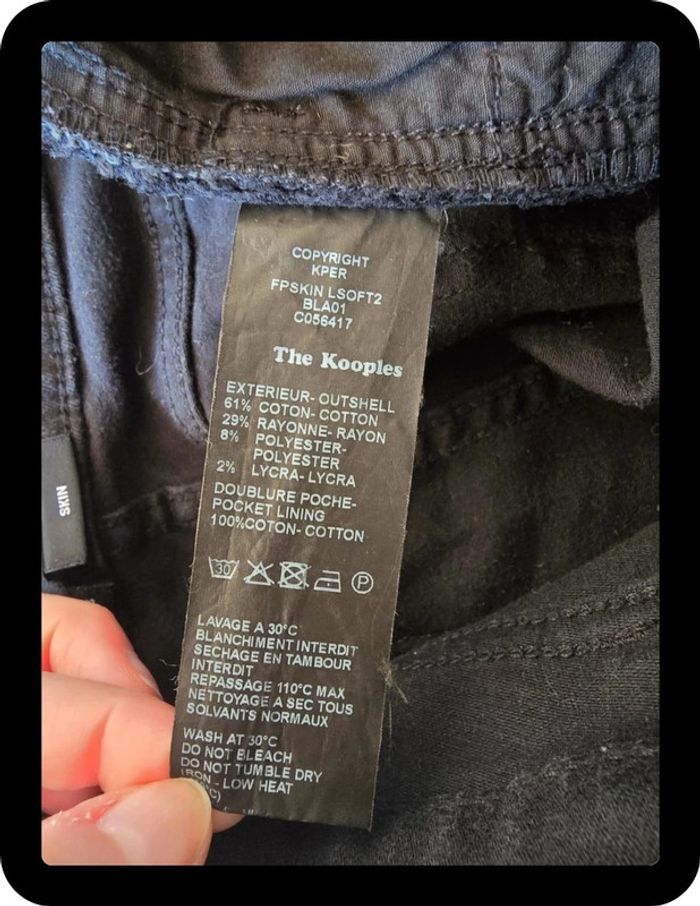 COPYRIGHT
KPER
FPSKIN LSOFT2
BLA01
C056417
The Kooples
EXTERIEUR- OUTSHELL
61% COTON- COTTON
29% RAYONNE- RAYON
8% POLYESTER-
POLYESTER
2% LYCRA- LYCRA
DOUBLURE POCHE-
POCKET LINING
100%COTON- COTTON
30 P
LAVAGE A 30°C
BLANCHIMENT INTERDIT
SECHAGE EN TAMBOUR
INTERDIT
REPASSAGE 110°C MAX
NETTOYAGE A SEC TOUS
SOLVANTS NORMAUX
WASH AT 30°C
DO NOT BLEACH
DO NOT TUMBLE DRY
IRON - LOW HEAT
SKIN